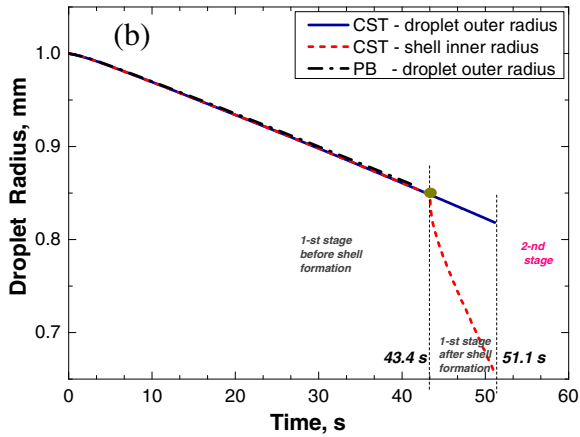 (b)
CST - droplet outer radius
CST - shell inner radius
PB - droplet outer radius
Droplet Radius, mm
1.0
0.9
0.8
0.7
1-st stage
before shell
formation
2-nd
stage
43.4 s
1-st stage
after shell
formation
51.1 s
0
10
20
30
40
50
60
Time, s